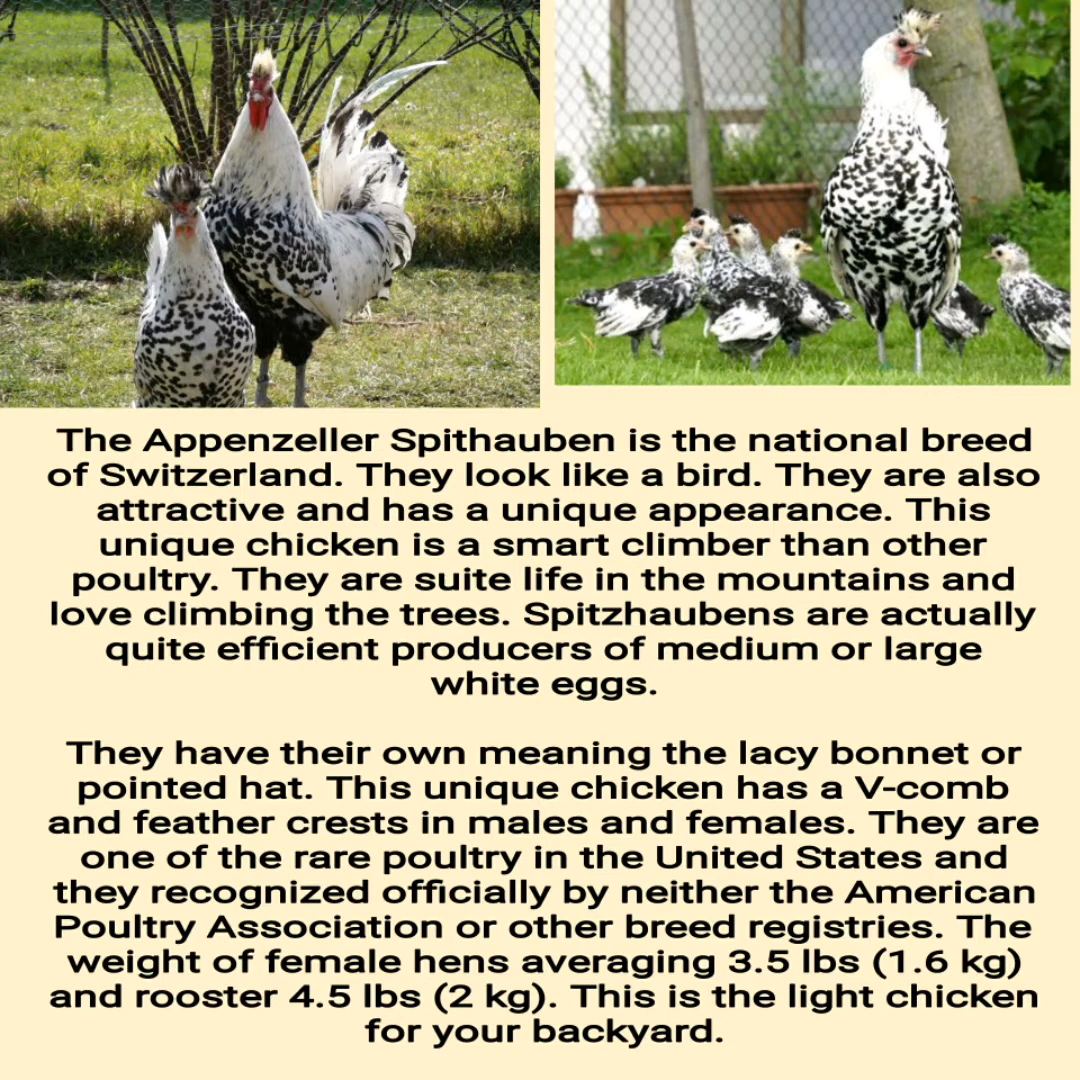 The Appenzeller Spithauben is the national breed
of Switzerland. They look like a bird. They are also
attractive and has a unique appearance. This
unique chicken is a smart climber than other
poultry. They are suite life in the mountains and
love climbing the trees. Spitzhaubens are actually
quite efficient producers of medium or large
white eggs.
They have their own meaning the lacy bonnet or
pointed hat. This unique chicken has a V-comb
and feather crests in males and females. They are
one of the rare poultry in the United States and
they recognized officially by neither the American
Poultry Association or other breed registries. The
weight of female hens averaging 3.5 lbs (1.6 kg)
and rooster 4.5 lbs (2 kg). This is the light chicken
for your backyard.